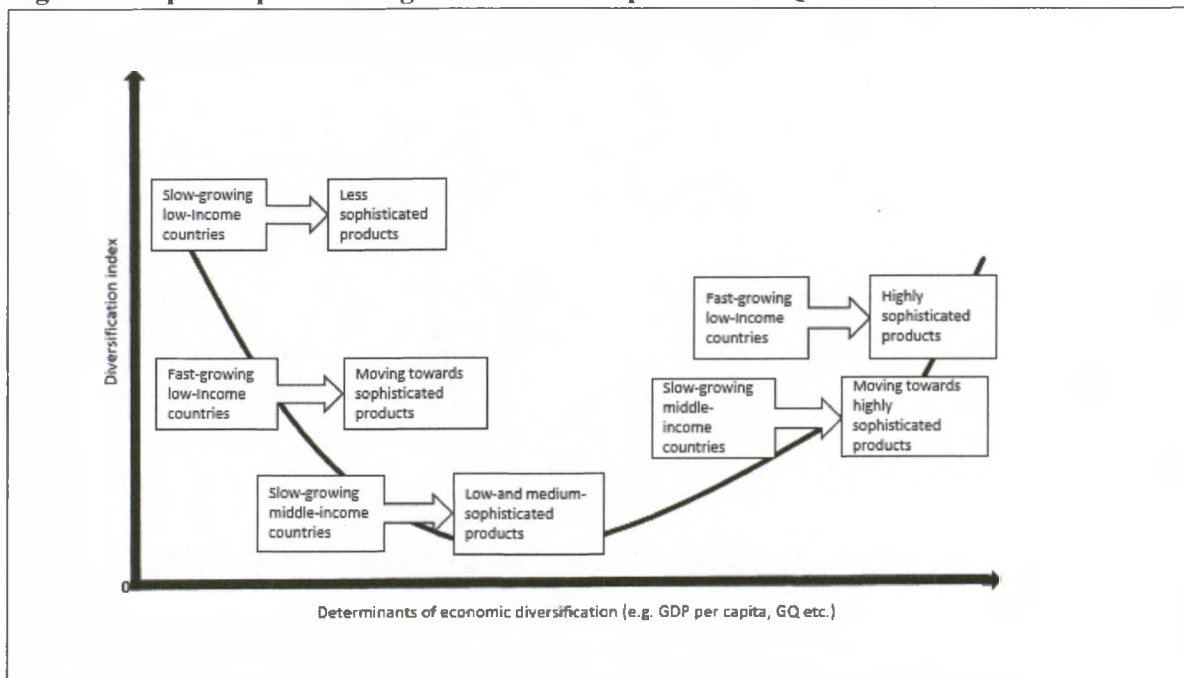 Diversification index
Slow-growing
low-Income
countries
Less
sophisticated
products
Fast-growing
low-Income
countries
Moving towards
sophisticated
products
Slow-growing
middle-income
countries
Low-and medium-
sophisticated
products
Fast-growing
low-Income
countries
Highly
sophisticated
products
Slow-growing
middle-
income
countries
Moving towards
highly
sophisticated
products
0
Determinants of economic diversification (e.g. GDP per capita, GQ etc.)